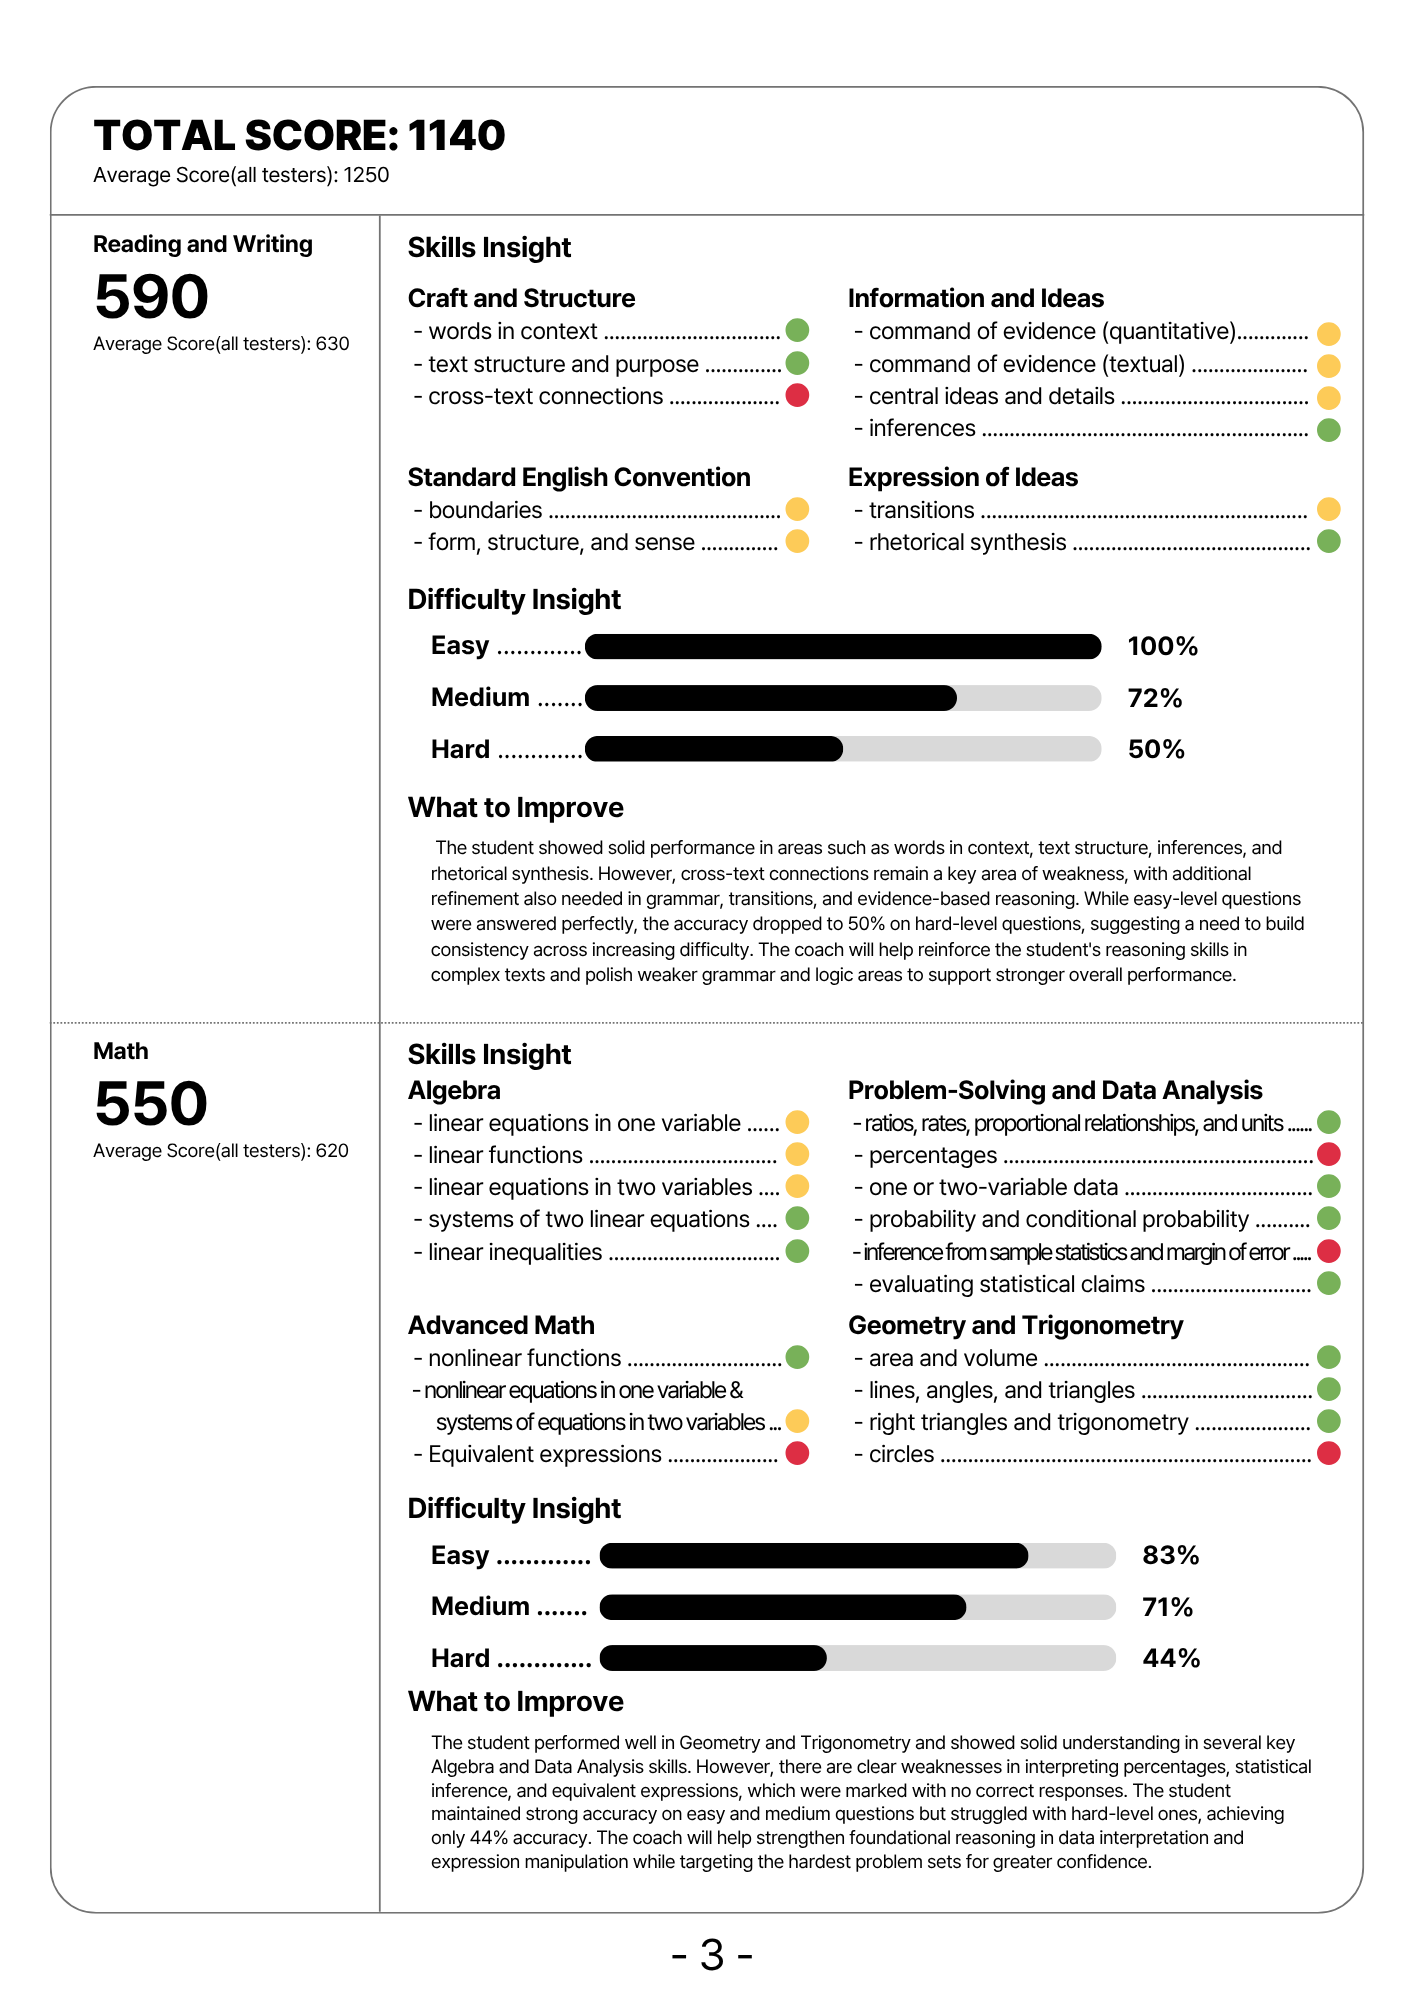 TOTAL SCORE: 1140
Average Score(all testers): 1250
Reading and Writing
590
Average Score(all testers): 630
Skills Insight
Craft and Structure
- words in context ................................
- text structure and purpose ..............
- cross-text connections ....................
Information and Ideas
- command of evidence (quantitative).............
- command of evidence (textual) .....................
- central ideas and details ..................................
- inferences ...........................................................
Standard English Convention
- boundaries ..........................................
- form, structure, and sense ..............
Expression of Ideas
- transitions ...........................................................
- rhetorical synthesis ...........................................
Difficulty Insight
Easy ............. 100%
Medium ....... 72%
Hard ............. 50%
What to Improve
The student showed solid performance in areas such as words in context, text structure, inferences, and
rhetorical synthesis. However, cross-text connections remain a key area of weakness, with additional
refinement also needed in grammar, transitions, and evidence-based reasoning. While easy-level questions
were answered perfectly, the accuracy dropped to 50% on hard-level questions, suggesting a need to build
consistency across increasing difficulty. The coach will help reinforce the student's reasoning skills in
complex texts and polish weaker grammar and logic areas to support stronger overall performance.
Math
550
Average Score(all testers): 620
Skills Insight
Algebra
- linear equations in one variable ......
- linear functions ..................................
- linear equations in two variables ....
- systems of two linear equations ....
- linear inequalities ...............................
Problem-Solving and Data Analysis
- ratios, rates, proportional relationships, and units ......
- percentages ........................................................
- one or two-variable data ..................................
- probability and conditional probability ..........
- inference from sample statistics and margin of error .....
- evaluating statistical claims .............................
Advanced Math
- nonlinear functions ............................
- nonlinear equations in one variable &
systems of equations in two variables ...
- Equivalent expressions ....................
Geometry and Trigonometry
- area and volume ................................................
- lines, angles, and triangles ...............................
- right triangles and trigonometry .....................
- circles ...................................................................
Difficulty Insight
Easy ............. 83%
Medium ....... 71%
Hard ............. 44%
What to Improve
The student performed well in Geometry and Trigonometry and showed solid understanding in several key
Algebra and Data Analysis skills. However, there are clear weaknesses in interpreting percentages, statistical
inference, and equivalent expressions, which were marked with no correct responses. The student
maintained strong accuracy on easy and medium questions but struggled with hard-level ones, achieving
only 44% accuracy. The coach will help strengthen foundational reasoning in data interpretation and
expression manipulation while targeting the hardest problem sets for greater confidence.
- 3 -